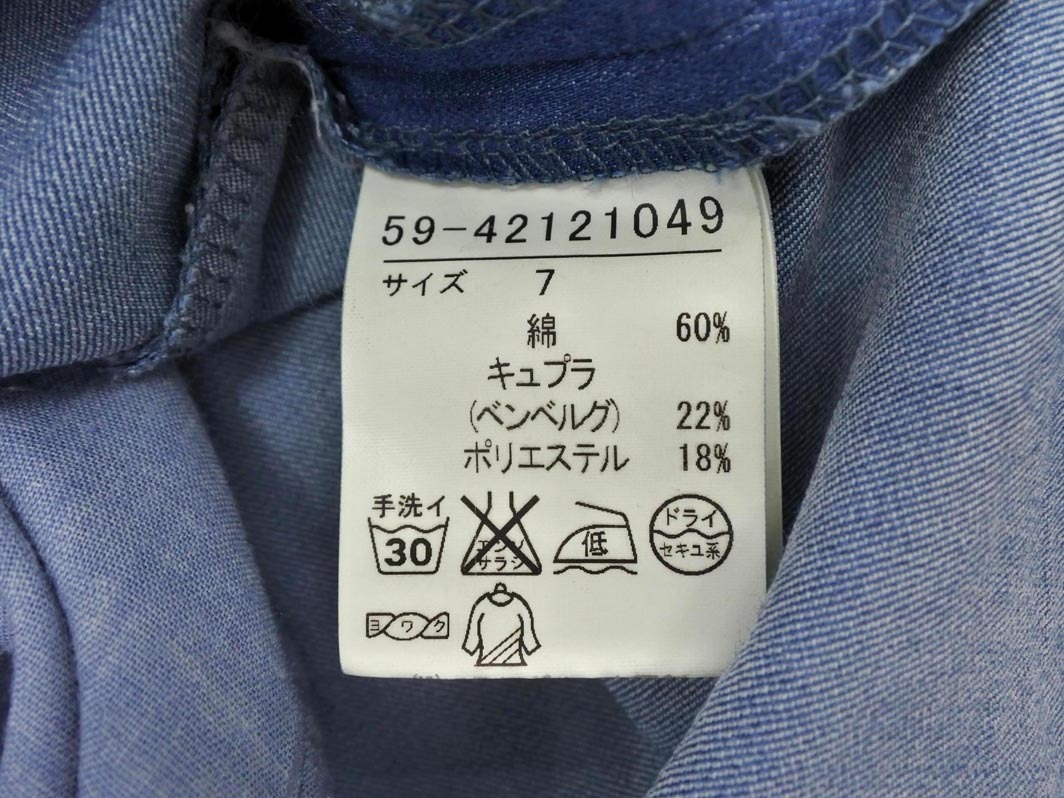 59-42121049
サイズ 7
綿 60%
キュプラ
(ベンベルグ) 22%
ポリエステル 18%
手洗イ
30
エンソ
サラシ
低
ドライ
セキユ系
ヨワク